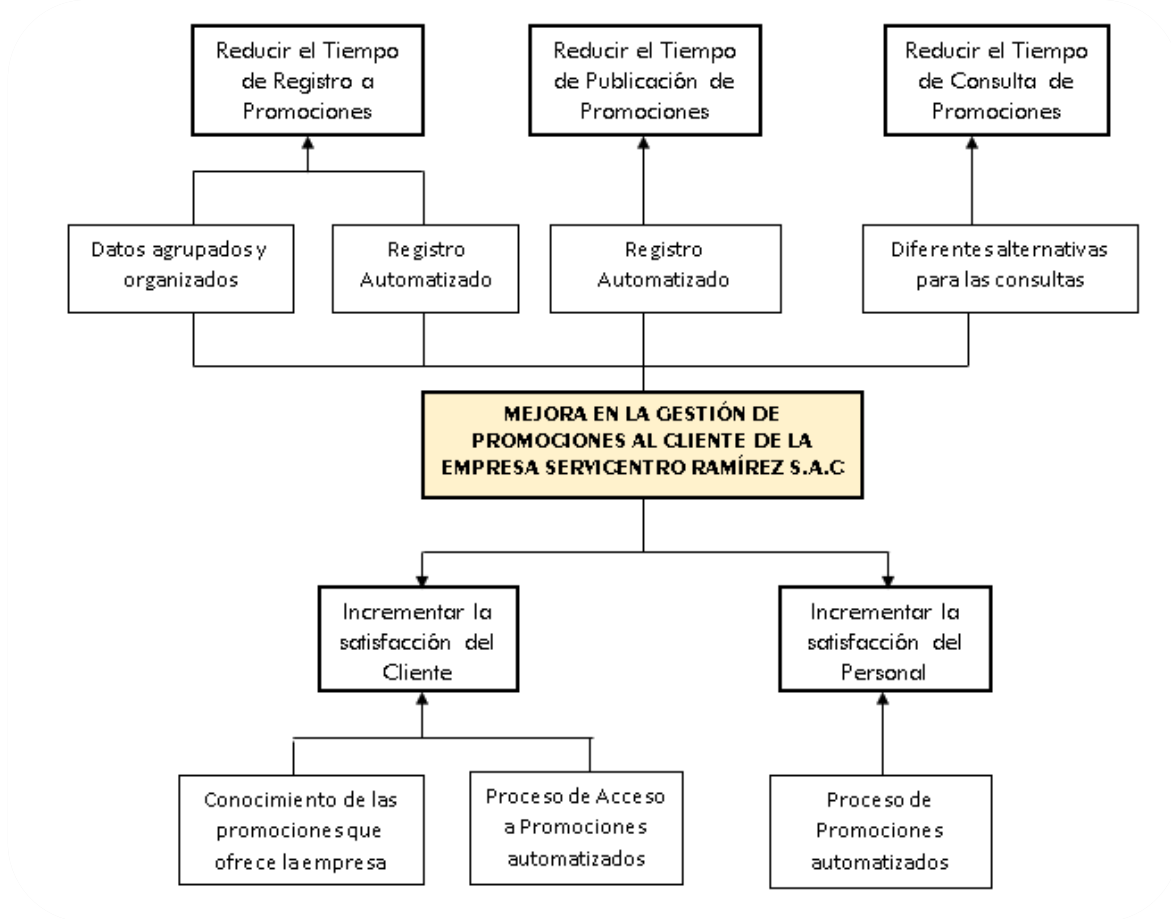 Reducir el Tiempo
de Registro a
Promociones
Reducir el Tiempo
de Publicación de
Promociones
Reducir el Tiempo
de Consulta de
Promociones
Datos agrupados y
organizados
Registro
Automatizado
Registro
Automatizado
Diferentes alternativas
para las consultas
MEJORA EN LA GESTIÓN DE
PROMOCIONES AL CLIENTE DE LA
EMPRESA SERVICENTRO RAMÍREZ S.A.C
Incrementar la
satisfacción del
Cliente
Incrementar la
satisfacción del
Personal
Conocimiento de las
promociones que
ofrece la empresa
Proceso de Acceso
a Promociones
automatizados
Proceso de
Promociones
automatizados